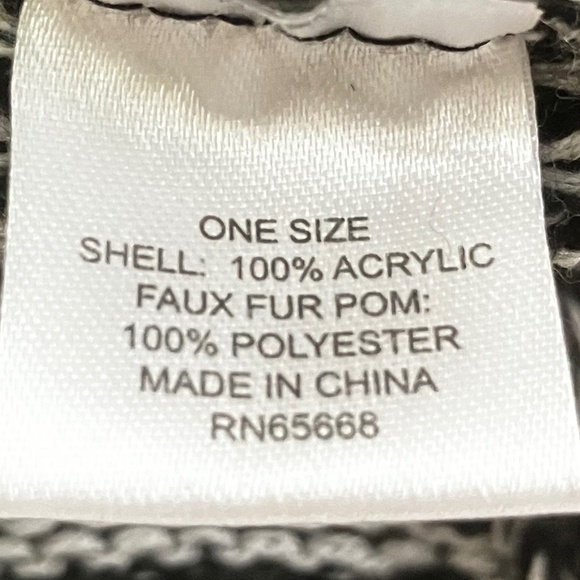 ONE SIZE
SHELL: 100% ACRYLIC
FAUX FUR POM:
100% POLYESTER
MADE IN CHINA
RN65668